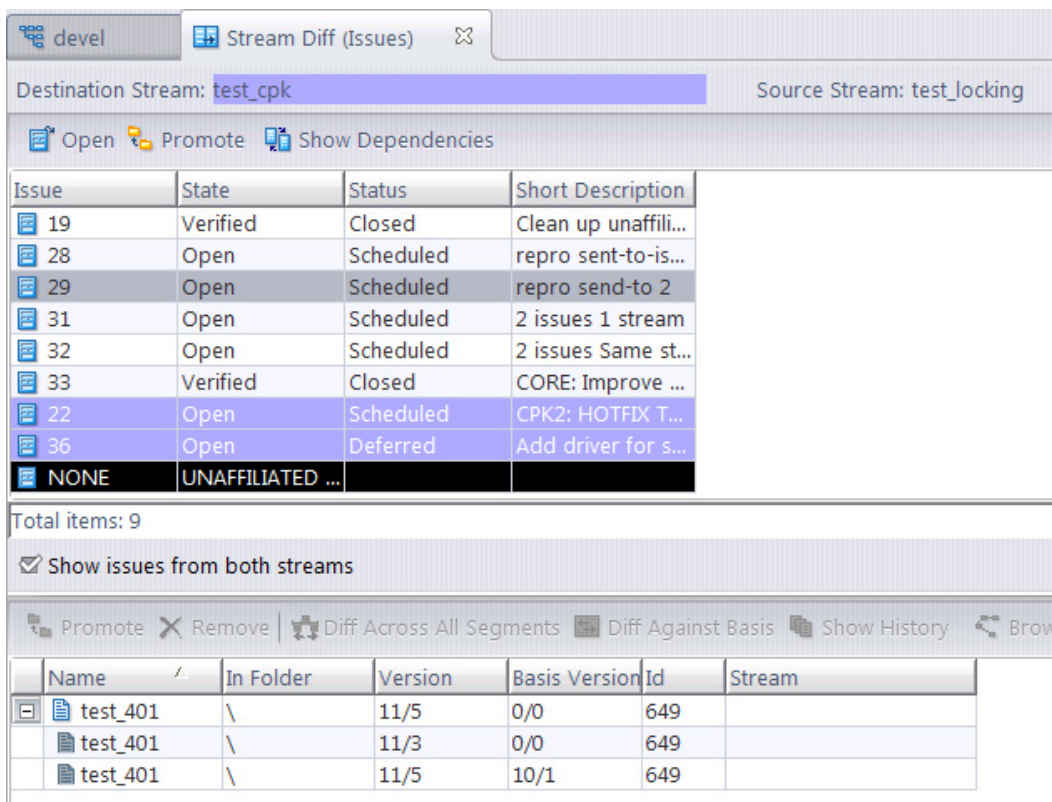 devel Stream Diff (Issues)
Destination Stream: test_cpk Source Stream: test_locking
Open Promote Show Dependencies
Issue State Status Short Description
19 Verified Closed Clean up unaffili...
28 Open Scheduled repro sent-to-is...
29 Open Scheduled repro send-to 2
31 Open Scheduled 2 issues 1 stream
32 Open Scheduled 2 issues Same st...
33 Verified Closed CORE: Improve ...
22 Open Scheduled CPK2: HOTFIX T...
36 Open Deferred Add driver for s...
NONE UNAFFILIATED ...
Total items: 9
Show issues from both streams
Promote Remove Diff Across All Segments Diff Against Basis Show History Brow
Name In Folder Version Basis Version Id Stream
test_401 \ 11/5 0/0 649
test_401 \ 11/3 0/0 649
test_401 \ 11/5 10/1 649